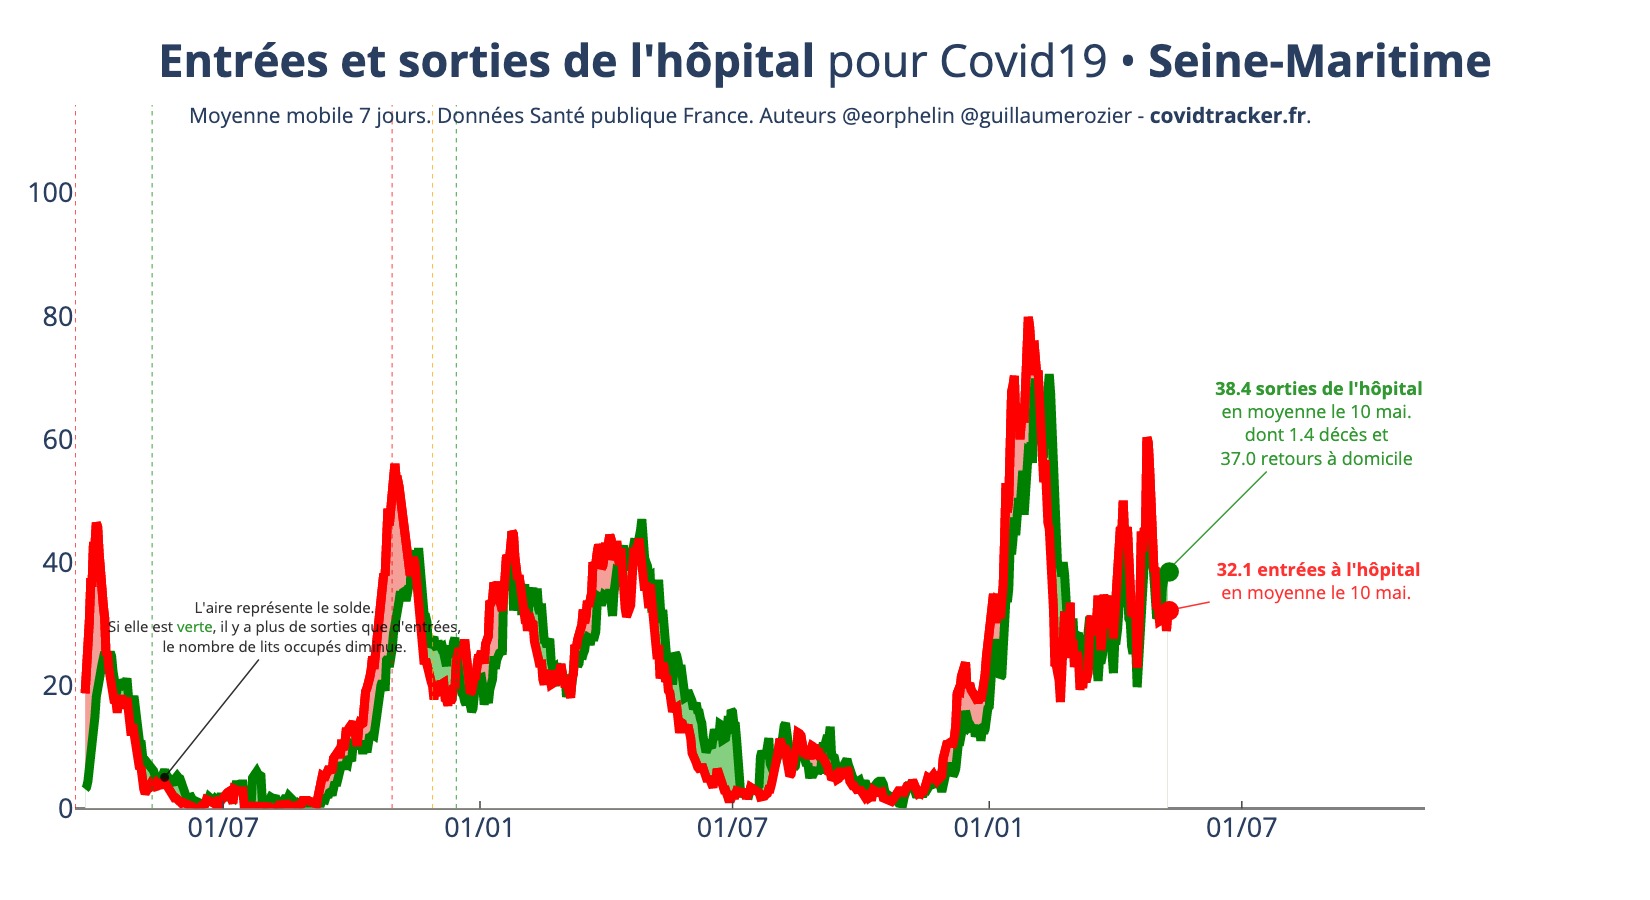 Entrées et sorties de l'hôpital pour Covid19 • Seine-Maritime
Moyenne mobile 7 jours. Données Santé publique France. Auteurs @eorphelin @guillaumerozier - covidtracker.fr.
100
80
60
40
20
0
38.4 sorties de l'hôpital
en moyenne le 10 mai.
dont 1.4 décès et
37.0 retours à domicile
32.1 entrées à l'hôpital
en moyenne le 10 mai.
L'aire représente le solde.
Si elle est verte, il y a plus de sorties que d'entrées,
le nombre de lits occupés diminue.
01/07
01/01
01/07
01/01
01/07